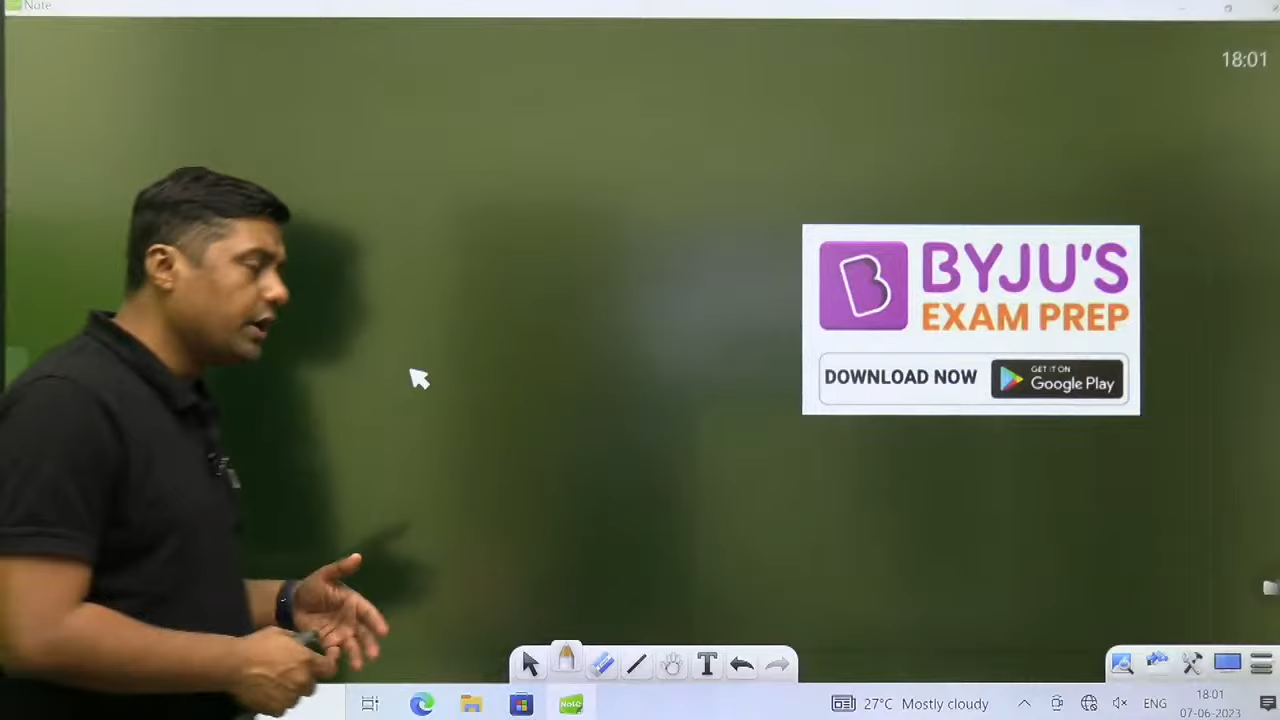 Note
18:01
BYJU'S
EXAM PREP
DOWNLOAD NOW
GET IT ON
Google Play
T
Note
27°C Mostly cloudy
ENG
18:01
07-06-2023